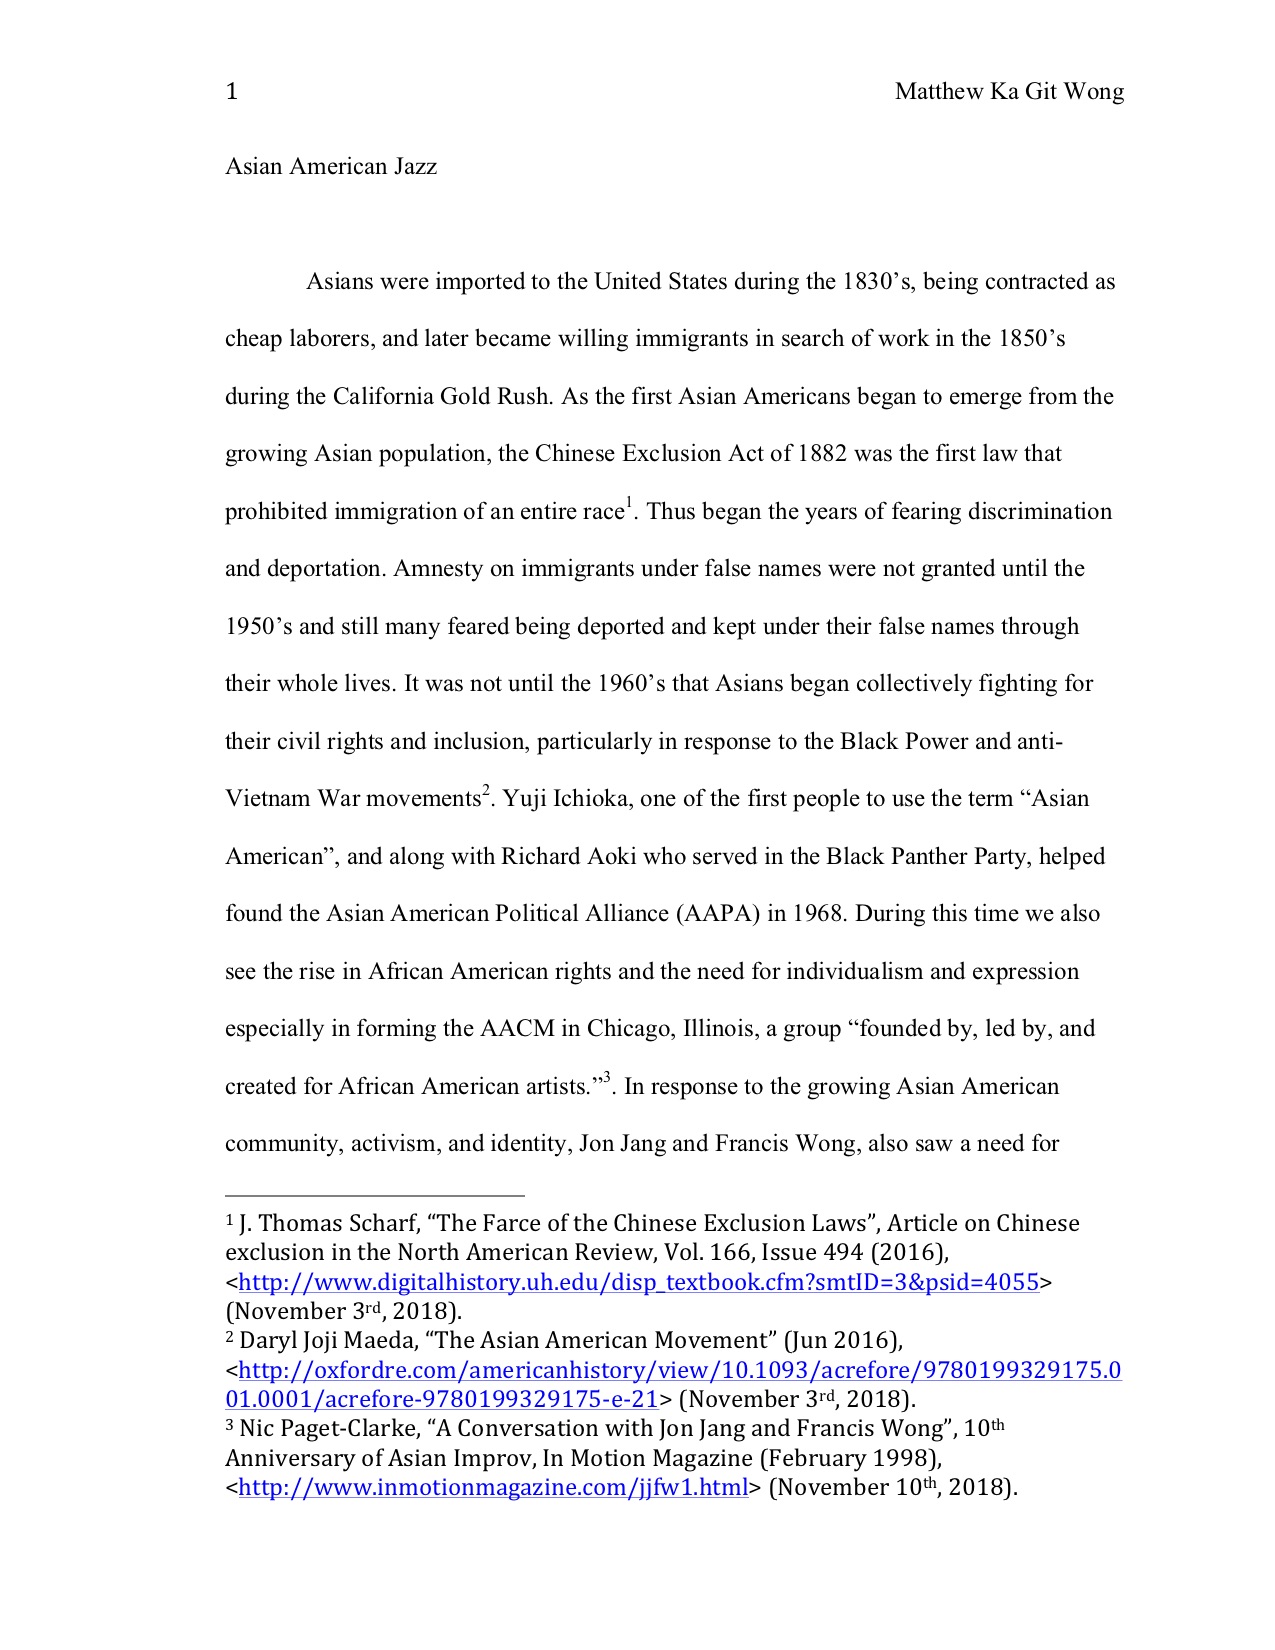 1 Matthew Ka Git Wong
Asian American Jazz
Asians were imported to the United States during the 1830’s, being contracted as
cheap laborers, and later became willing immigrants in search of work in the 1850’s
during the California Gold Rush. As the first Asian Americans began to emerge from the
growing Asian population, the Chinese Exclusion Act of 1882 was the first law that
prohibited immigration of an entire race1. Thus began the years of fearing discrimination
and deportation. Amnesty on immigrants under false names were not granted until the
1950’s and still many feared being deported and kept under their false names through
their whole lives. It was not until the 1960’s that Asians began collectively fighting for
their civil rights and inclusion, particularly in response to the Black Power and anti-
Vietnam War movements2. Yuji Ichioka, one of the first people to use the term “Asian
American”, and along with Richard Aoki who served in the Black Panther Party, helped
found the Asian American Political Alliance (AAPA) in 1968. During this time we also
see the rise in African American rights and the need for individualism and expression
especially in forming the AACM in Chicago, Illinois, a group “founded by, led by, and
created for African American artists.”3. In response to the growing Asian American
community, activism, and identity, Jon Jang and Francis Wong, also saw a need for
1 J. Thomas Scharf, “The Farce of the Chinese Exclusion Laws”, Article on Chinese
exclusion in the North American Review, Vol. 166, Issue 494 (2016),
<http://www.digitalhistory.uh.edu/disp_textbook.cfm?smtID=3&psid=4055>
(November 3rd, 2018).
2 Daryl Joji Maeda, “The Asian American Movement” (Jun 2016),
<http://oxfordre.com/americanhistory/view/10.1093/acrefore/9780199329175.0
01.0001/acrefore-9780199329175-e-21> (November 3rd, 2018).
3 Nic Paget-Clarke, “A Conversation with Jon Jang and Francis Wong”, 10th
Anniversary of Asian Improv, In Motion Magazine (February 1998),
<http://www.inmotionmagazine.com/jjfw1.html> (November 10th, 2018).